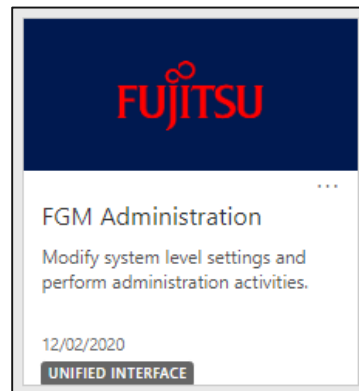 FUJITSU
...
FGM Administration
Modify system level settings and
perform administration activities.
12/02/2020
UNIFIED INTERFACE